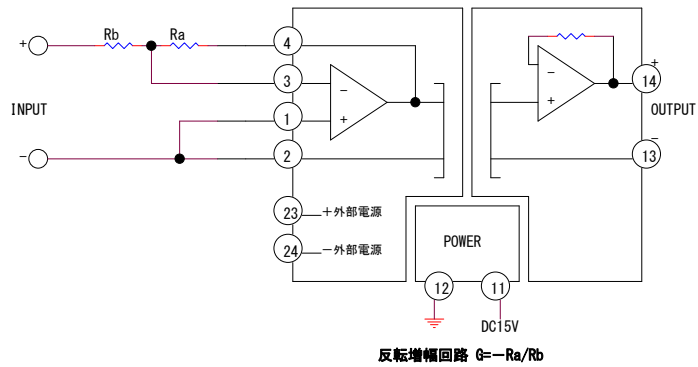 Rb
Ra
4
+
3
−
1
+
2
INPUT
−
−
+
14
+
OUTPUT
−
13
23
＋外部電源
24
－外部電源
POWER
12
11
DC15V
反転増幅回路 G=－Ra/Rb